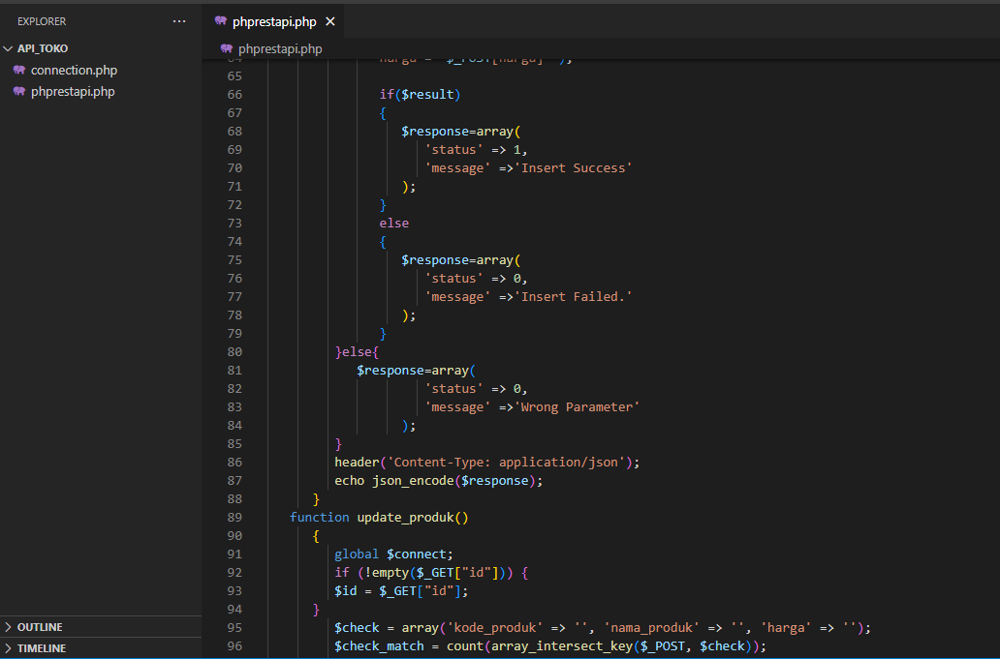 EXPLORER
API_TOKO
connection.php
phprestapi.php
OUTLINE
TIMELINE
phprestapi.php
phprestapi.php
64 harga = '$_POST[harga]'");
65
66 if($result)
67 {
68 $response=array(
69 'status' => 1,
70 'message' =>'Insert Success'
71 );
72 }
73 else
74 {
75 $response=array(
76 'status' => 0,
77 'message' =>'Insert Failed.'
78 );
79 }
80 }else{
81 $response=array(
82 'status' => 0,
83 'message' =>'Wrong Parameter'
84 );
85 }
86 header('Content-Type: application/json');
87 echo json_encode($response);
88 }
89 function update_produk()
90 {
91 global $connect;
92 if (!empty($_GET["id"])) {
93 $id = $_GET["id"];
94 }
95 $check = array('kode_produk' => '', 'nama_produk' => '', 'harga' => '');
96 $check_match = count(array_intersect_key($_POST, $check));